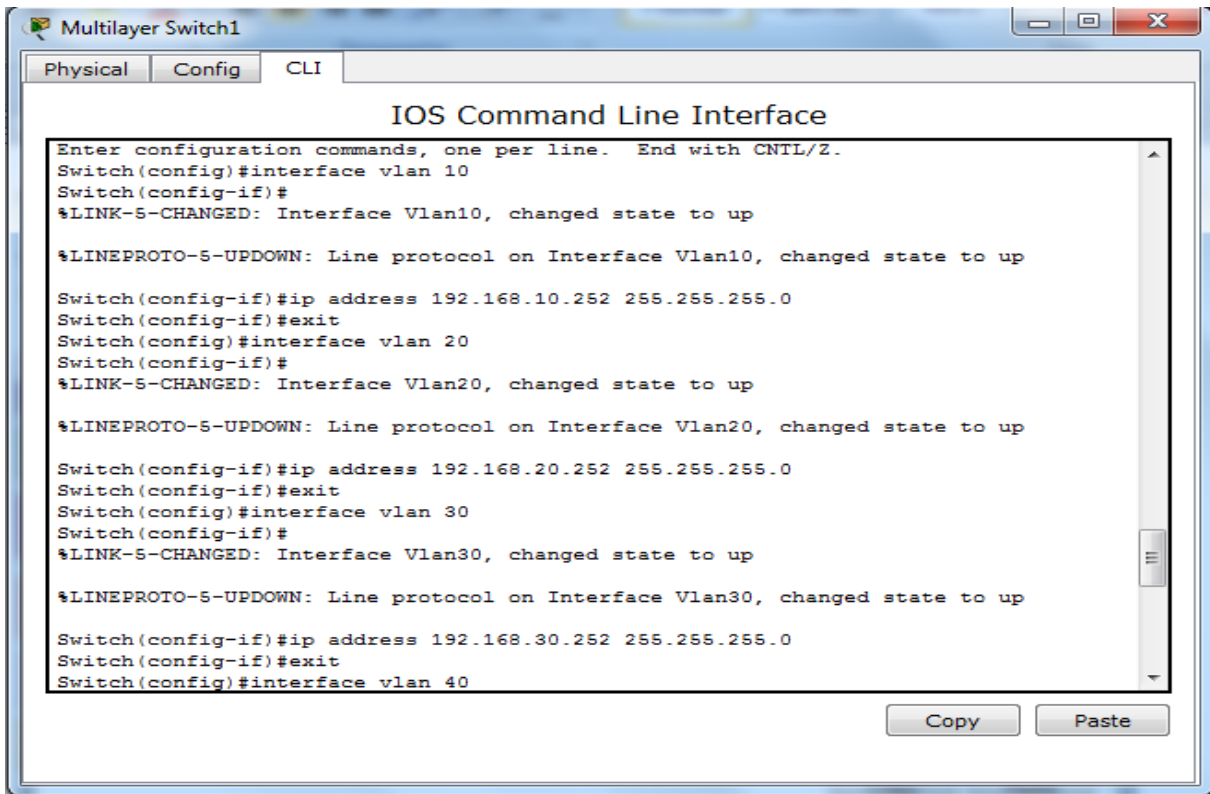 Multilayer Switch1
Physical Config CLI
IOS Command Line Interface
Enter configuration commands, one per line.  End with CNTL/Z.
Switch(config)#interface vlan 10
Switch(config-if)#
%LINK-5-CHANGED: Interface Vlan10, changed state to up
%LINEPROTO-5-UPDOWN: Line protocol on Interface Vlan10, changed state to up
Switch(config-if)#ip address 192.168.10.252 255.255.255.0
Switch(config-if)#exit
Switch(config)#interface vlan 20
Switch(config-if)#
%LINK-5-CHANGED: Interface Vlan20, changed state to up
%LINEPROTO-5-UPDOWN: Line protocol on Interface Vlan20, changed state to up
Switch(config-if)#ip address 192.168.20.252 255.255.255.0
Switch(config-if)#exit
Switch(config)#interface vlan 30
Switch(config-if)#
%LINK-5-CHANGED: Interface Vlan30, changed state to up
%LINEPROTO-5-UPDOWN: Line protocol on Interface Vlan30, changed state to up
Switch(config-if)#ip address 192.168.30.252 255.255.255.0
Switch(config-if)#exit
Switch(config)#interface vlan 40
Copy Paste